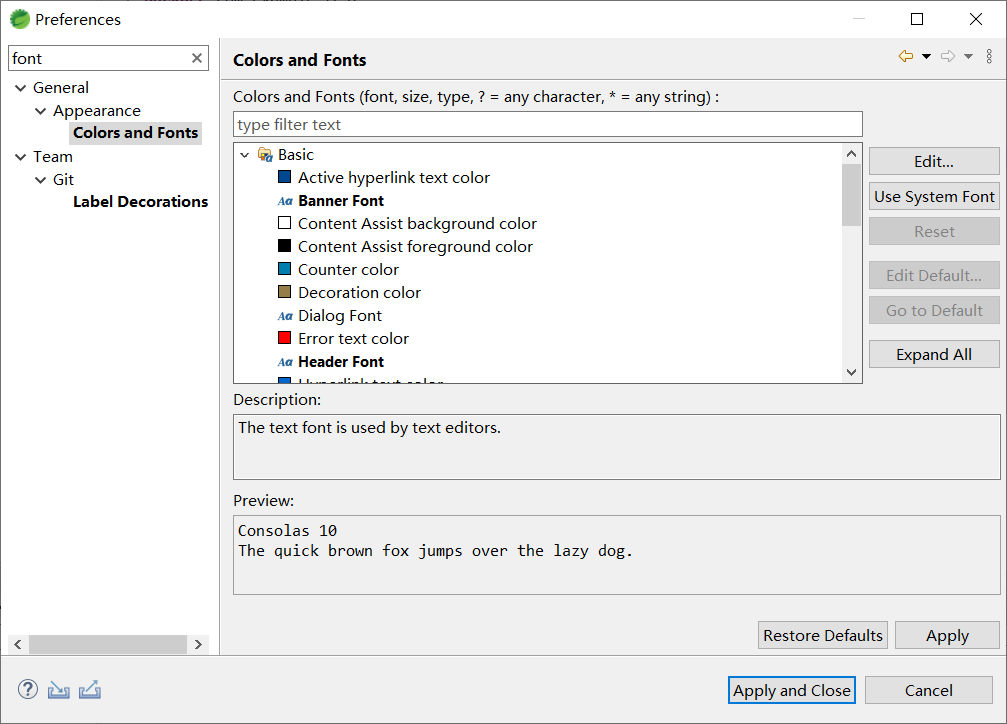 Preferences
font
General
Appearance
Colors and Fonts
Team
Git
Label Decorations
Colors and Fonts
Colors and Fonts (font, size, type, ? = any character, * = any string) :
type filter text
Basic
Active hyperlink text color
Aa Banner Font
Content Assist background color
Content Assist foreground color
Counter color
Decoration color
Aa Dialog Font
Error text color
Aa Header Font
Hyperlink text color
Edit...
Use System Font
Reset
Edit Default...
Go to Default
Expand All
Description:
The text font is used by text editors.
Preview:
Consolas 10
The quick brown fox jumps over the lazy dog.
Restore Defaults
Apply
Apply and Close
Cancel